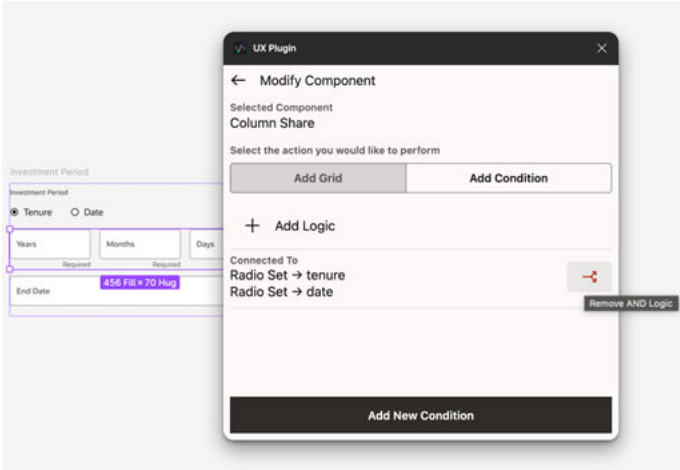 Investment Period
Investment Period
Tenure Date
Years Months Days
Required Required
456 Fill × 70 Hug
End Date
UX Plugin
← Modify Component
Selected Component
Column Share
Select the action you would like to perform
Add Grid Add Condition
+ Add Logic
Connected To
Radio Set → tenure
Radio Set → date
Remove AND Logic
Add New Condition